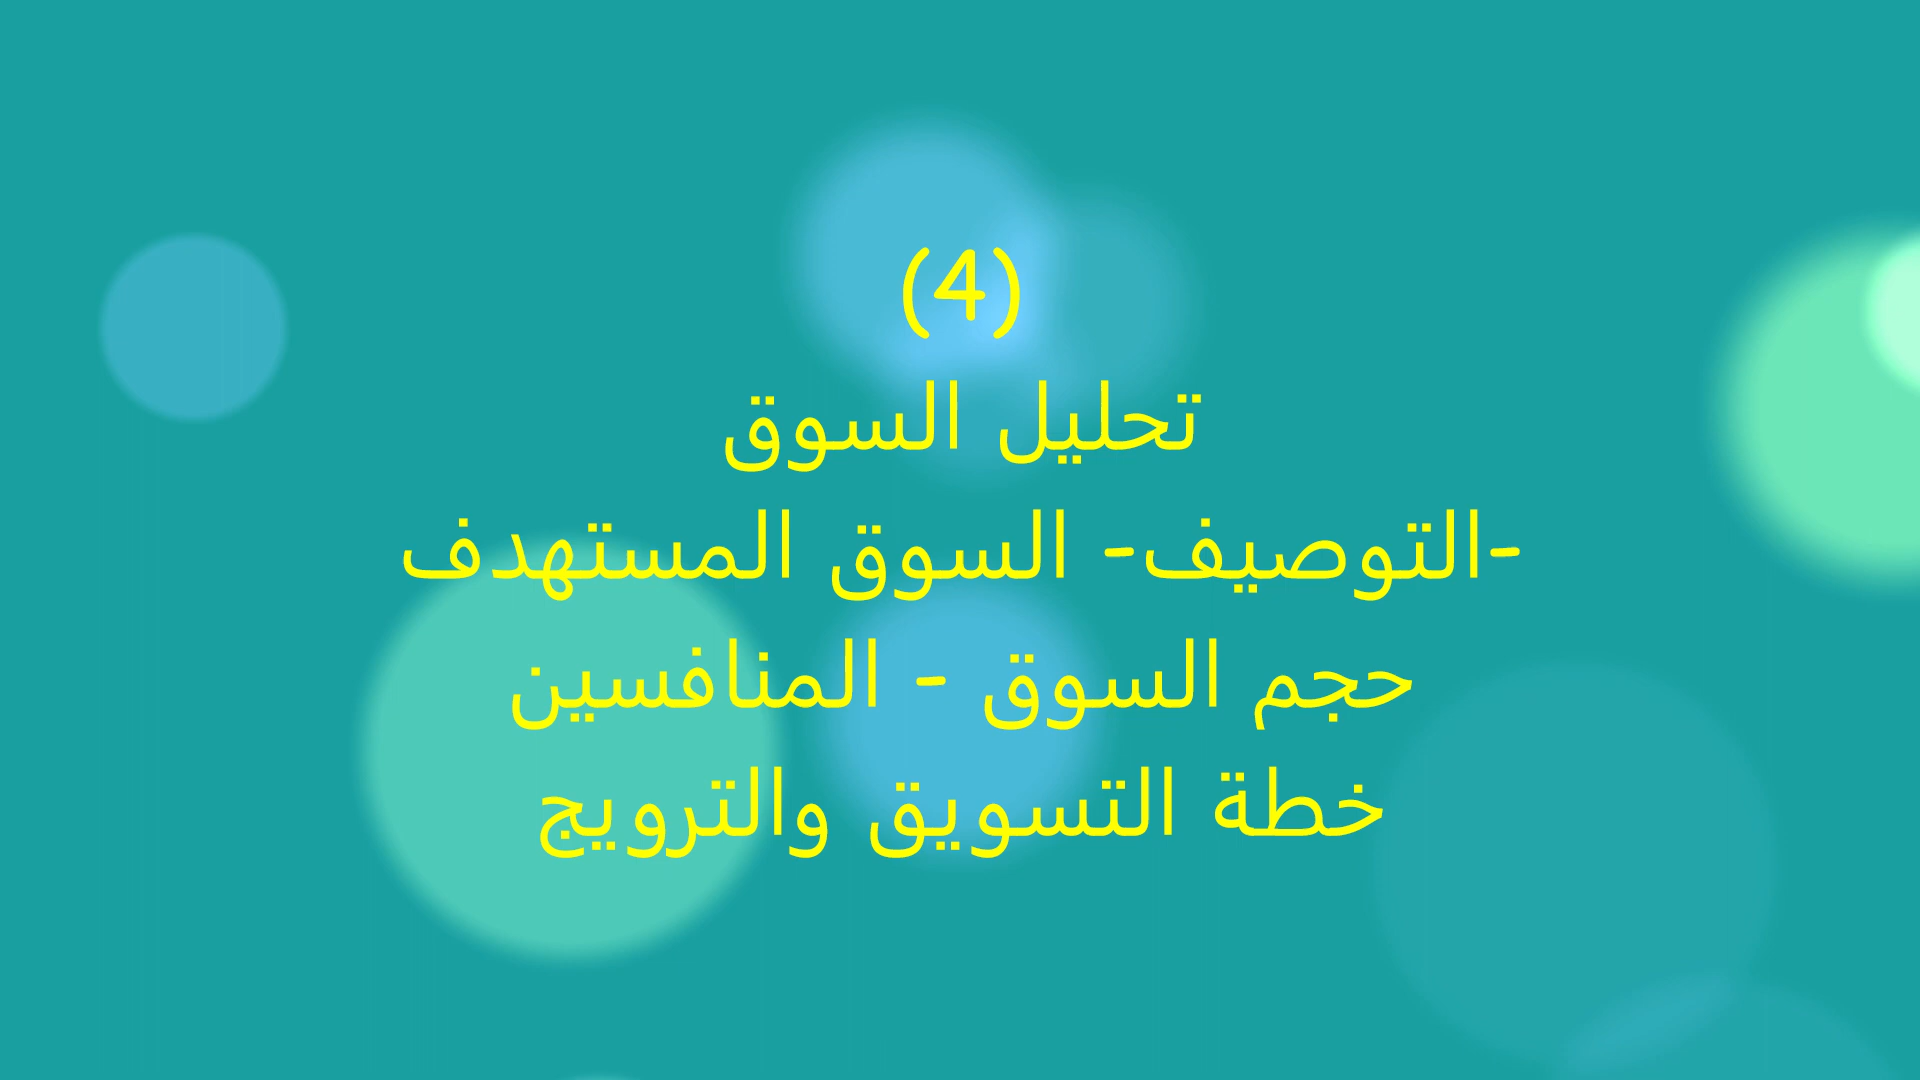 (4)
تحليل السوق
-التوصيف- السوق المستهدف
حجم السوق - المنافسين
خطة التسويق والترويج